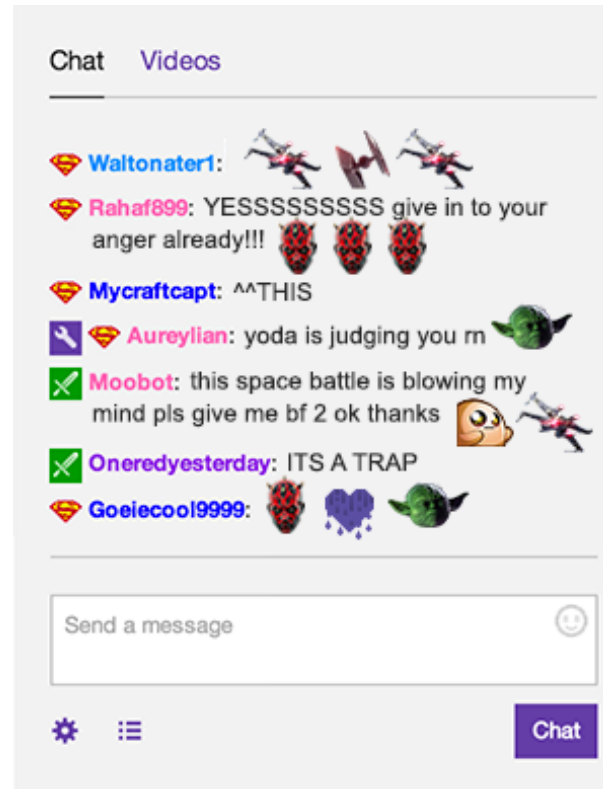 Chat Videos
Waltonater1:
Rahaf899: YESSSSSSSSS give in to your
anger already!!!
Mycraftcapt: ^^THIS
Aureylian: yoda is judging you rn
Moobot: this space battle is blowing my
mind pls give me bf 2 ok thanks
Oneredyesterday: ITS A TRAP
Goeiecool9999:
Send a message
Chat